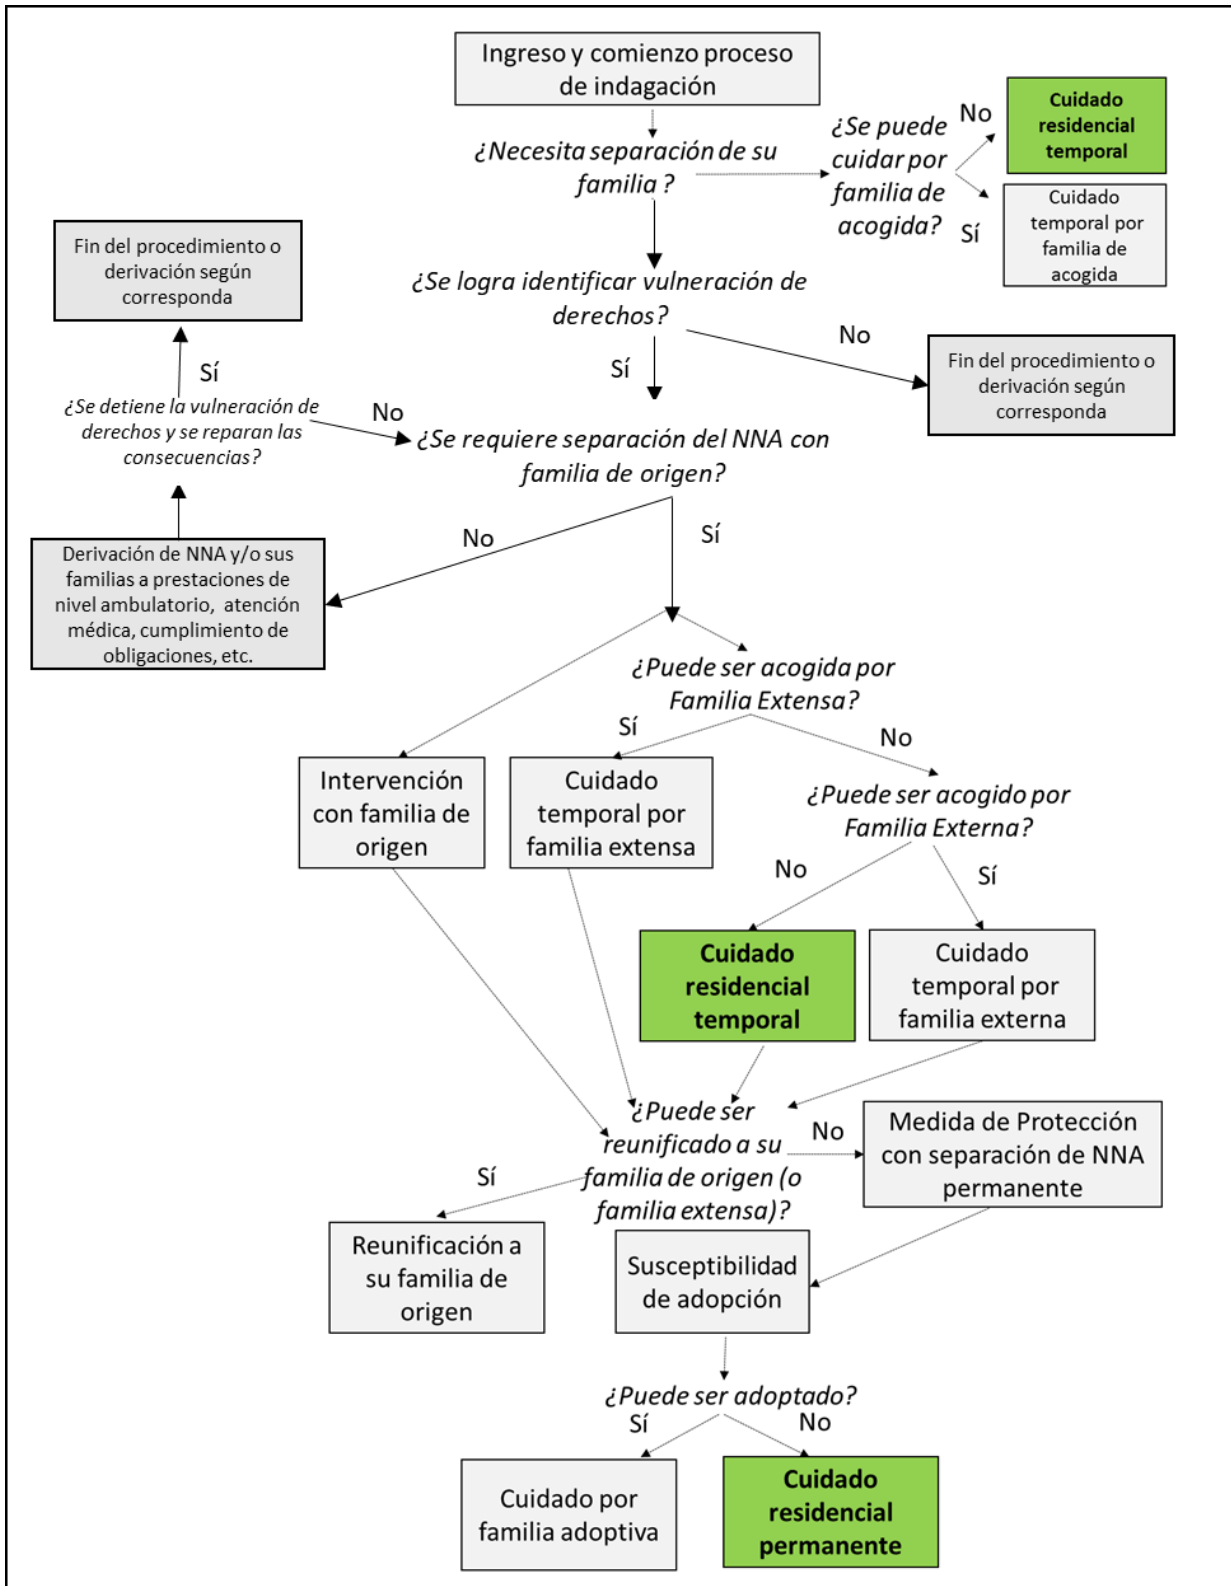 Ingreso y comienzo proceso
de indagación
¿Necesita separación de su
familia ?
¿Se puede
cuidar por
familia de
acogida?
No
Cuidado
residencial
temporal
Sí
Cuidado
temporal por
familia de
acogida
Fin del procedimiento o
derivación según
corresponda
¿Se logra identificar vulneración de
derechos?
No
Fin del procedimiento o
derivación según
corresponda
Sí
Sí
¿Se detiene la vulneración de
derechos y se reparan las
consecuencias?
No
¿Se requiere separación del NNA con
familia de origen?
No
Sí
Derivación de NNA y/o sus
familias a prestaciones de
nivel ambulatorio, atención
médica, cumplimiento de
obligaciones, etc.
¿Puede ser acogida por
Familia Extensa?
Sí
No
Intervención
con familia de
origen
Cuidado
temporal por
familia extensa
¿Puede ser acogido por
Familia Externa?
No
Sí
Cuidado
residencial
temporal
Cuidado
temporal por
familia externa
¿Puede ser
reunificado a su
familia de origen (o
familia extensa)?
No
Medida de Protección
con separación de NNA
permanente
Sí
Reunificación a
su familia de
origen
Susceptibilidad
de adopción
¿Puede ser adoptado?
Sí
No
Cuidado por
familia adoptiva
Cuidado
residencial
permanente